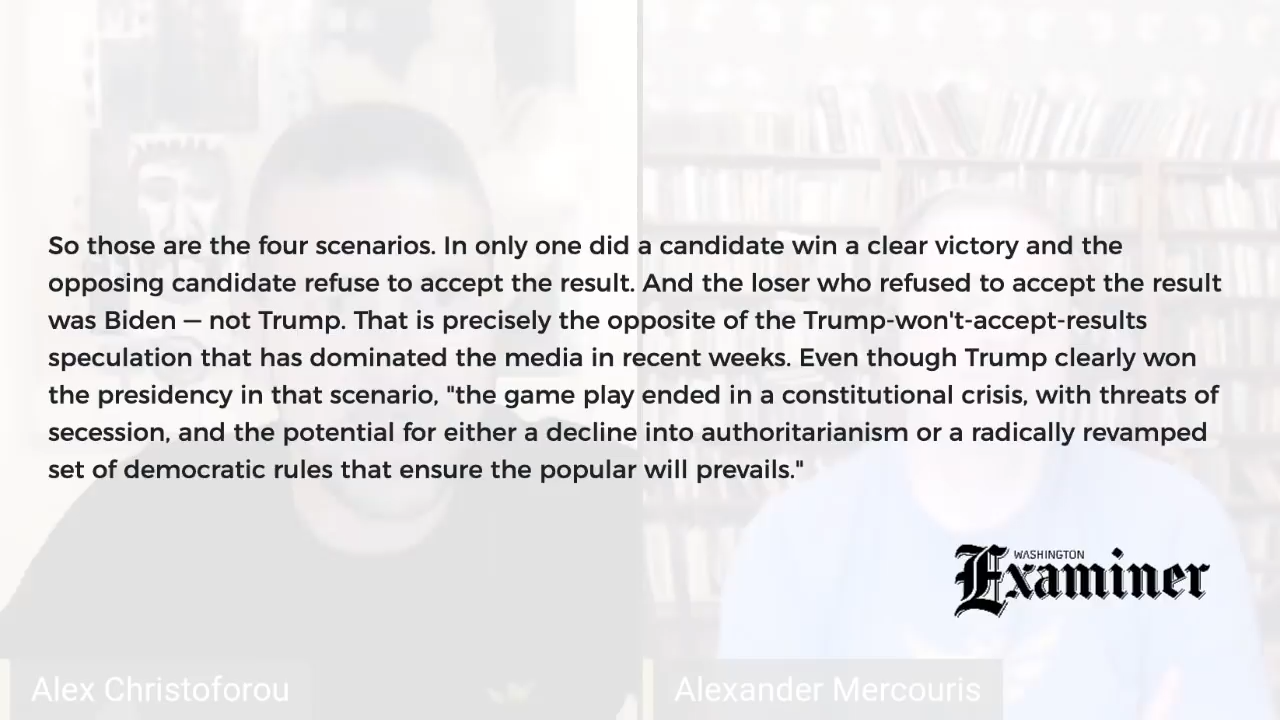 So those are the four scenarios. In only one did a candidate win a clear victory and the
opposing candidate refuse to accept the result. And the loser who refused to accept the result
was Biden — not Trump. That is precisely the opposite of the Trump-won't-accept-results
speculation that has dominated the media in recent weeks. Even though Trump clearly won
the presidency in that scenario, "the game play ended in a constitutional crisis, with threats of
secession, and the potential for either a decline into authoritarianism or a radically revamped
set of democratic rules that ensure the popular will prevails."
WASHINGTON
Examiner
Alex Christoforou
Alexander Mercouris